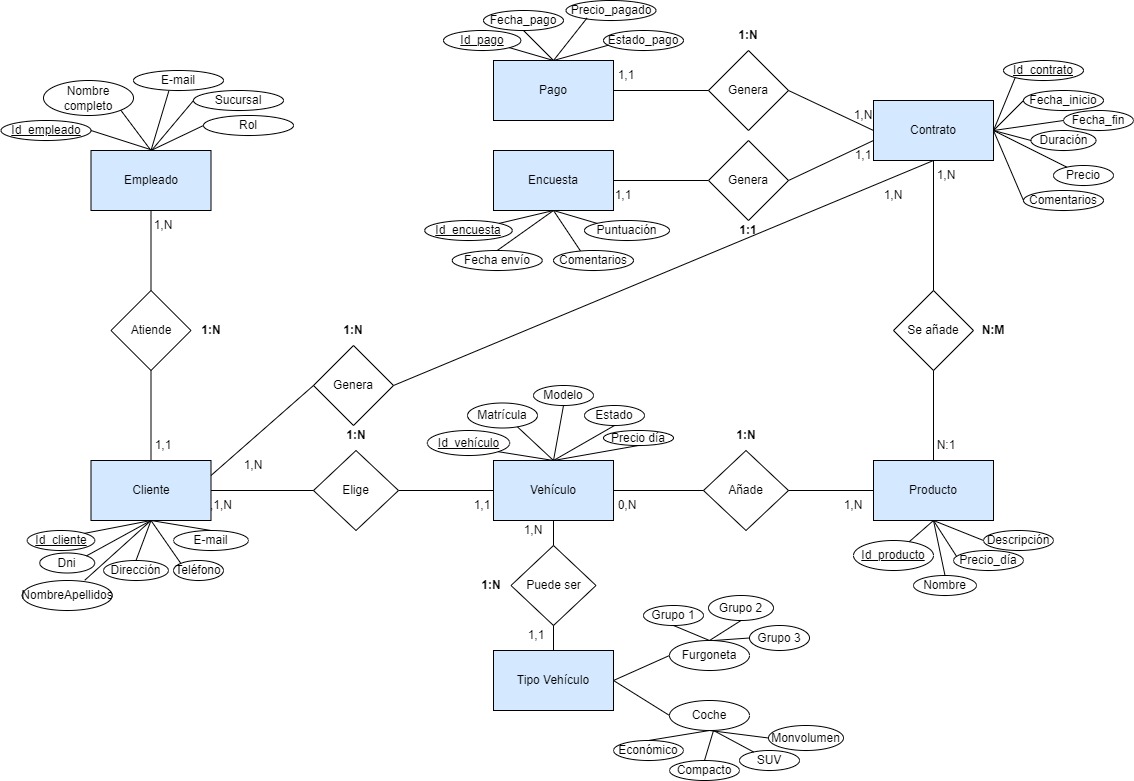 Precio_pagado
Fecha_pago
Id_pago
Estado_pago
1:N
Pago
1,1
Genera
1,N
Contrato
Id_contrato
Fecha_inicio
Fecha_fin
Duración
Precio
Comentarios
Nombre
completo
E-mail
Sucursal
Id_empleado
Rol
Empleado
1,N
Encuesta
1,1
Genera
1,1
1:1
1,N
1,N
Id_encuesta
Puntuación
Fecha envío
Comentarios
Atiende
1:N
1:N
Genera
Se añade
N:M
1,1
1,N
1:N
N:1
Modelo
Matrícula
Estado
Id_vehículo
Precio día
1:N
Cliente
1,N
Elige
1,1
Vehículo
0,N
Añade
1,N
Producto
Id_cliente
E-mail
Dni
Dirección
Teléfono
NombreApellidos
1,N
1:N
Puede ser
1,1
Descripción
Id_producto
Precio_día
Nombre
Tipo Vehículo
Grupo 1
Grupo 2
Grupo 3
Furgoneta
Coche
Económico
Compacto
SUV
Monvolumen